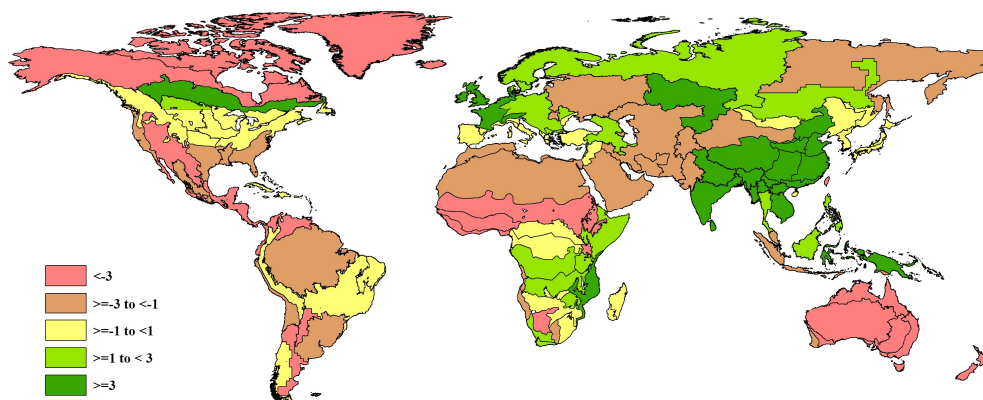 <-3
>=-3 to <-1
>=-1 to <1
>=1 to < 3
>=3